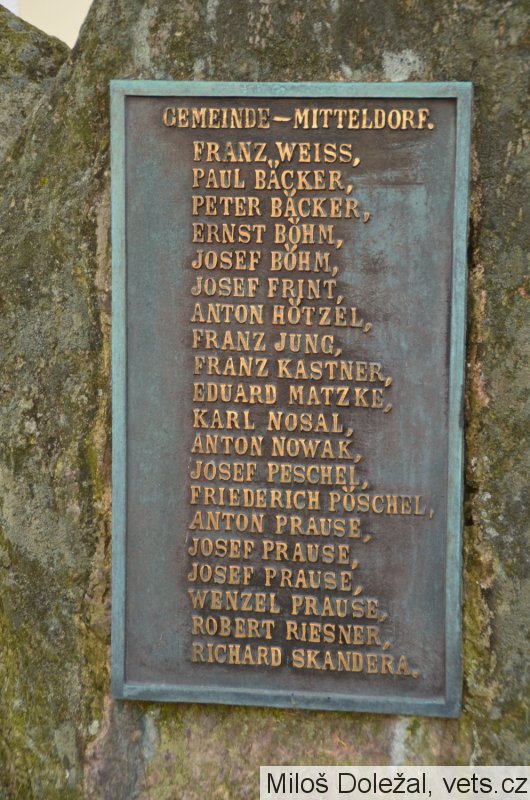 GEMEINDE-MITTELDORF.
FRANZ WEISS,
PAUL BÄCKER,
PETER BÄCKER,
ERNST BÖHM,
JOSEF BÖHM,
JOSEF FRINT,
ANTON HÖTZEL,
FRANZ JUNG,
FRANZ KASTNER,
EDUARD MATZKE,
KARL NOSAL,
ANTON NOWAK,
JOSEF PESCHEL,
FRIEDERICH PÖSCHEL,
ANTON PRAUSE,
JOSEF PRAUSE,
JOSEF PRAUSE,
WENZEL PRAUSE,
ROBERT RIESNER,
RICHARD SKANDERA.
Miloš Doležal, vets.cz